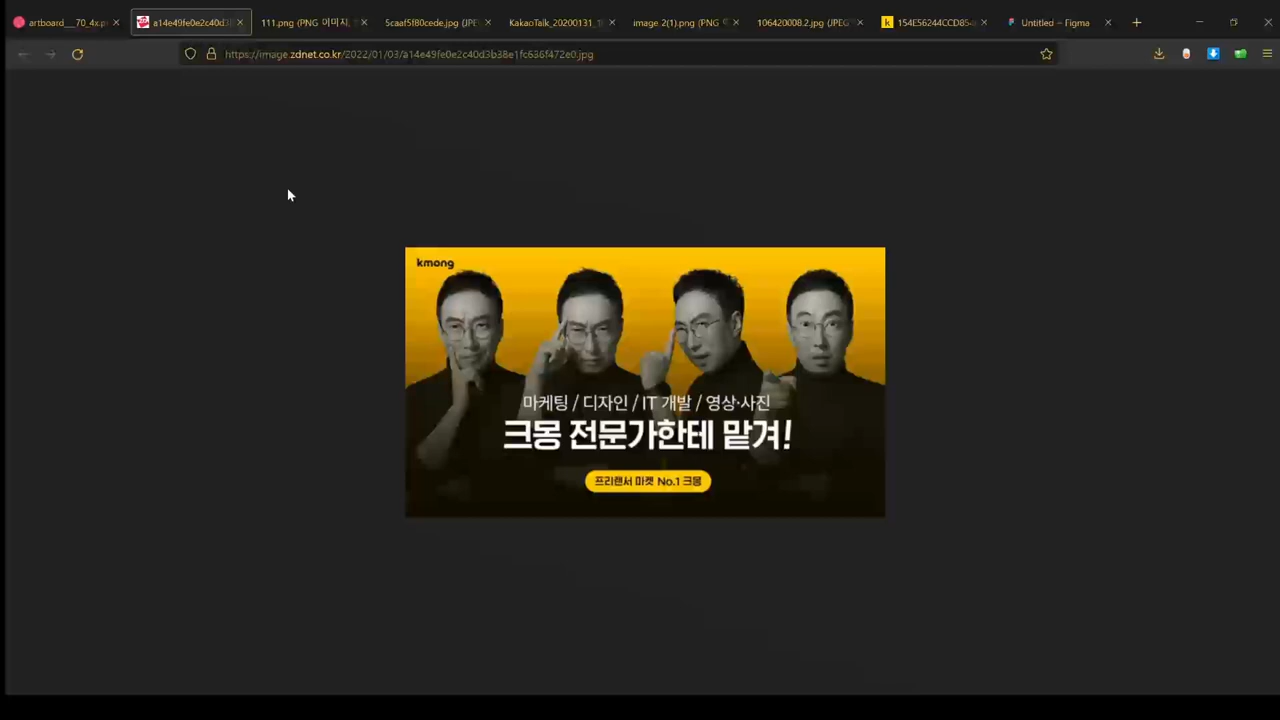 artboard___70_4x.p
a14e49fe0e2c40d3
111.png (PNG 이미지,
5caaf5f80cede.jpg (JPE
KakaoTalk_20200131_1
image 2(1).png (PNG
106420008.2.jpg (JPEG
154E56244CCD85
Untitled – Figma
https://image.zdnet.co.kr/2022/01/03/a14e49fe0e2c40d3b38e1fc636f472e0.jpg
kmong
마케팅 / 디자인 / IT 개발 / 영상·사진
크몽 전문가한테 맡겨!
프리랜서 마켓 No.1 크몽